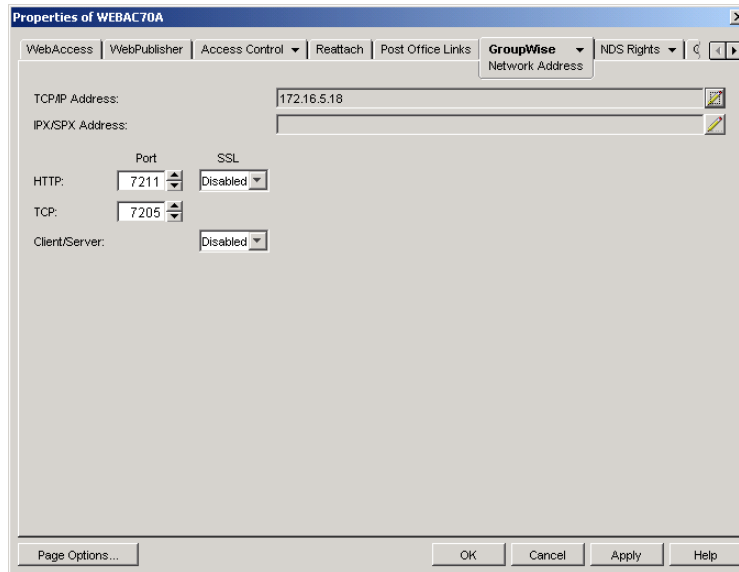 Properties of WEBAC70A
WebAccess WebPublisher Access Control Reattach Post Office Links GroupWise NDS Rights
Network Address
TCP/IP Address: 172.16.5.18
IPX/SPX Address:
Port SSL
HTTP: 7211 Disabled
TCP: 7205
Client/Server: Disabled
Page Options... OK Cancel Apply Help